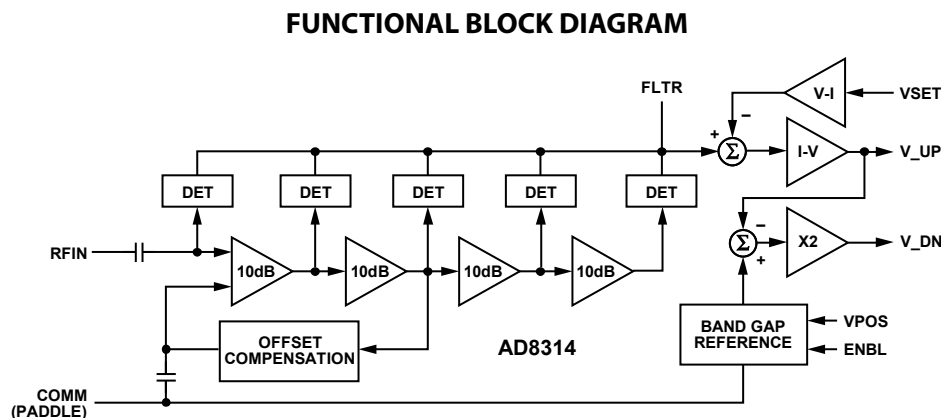 FUNCTIONAL BLOCK DIAGRAM
FLTR
V-I
VSET
−
+
Σ
I-V
V_UP
DET
DET
DET
DET
DET
−
Σ
+
X2
V_DN
RFIN
10dB
10dB
10dB
10dB
OFFSET
COMPENSATION
AD8314
BAND GAP
REFERENCE
VPOS
ENBL
COMM
(PADDLE)